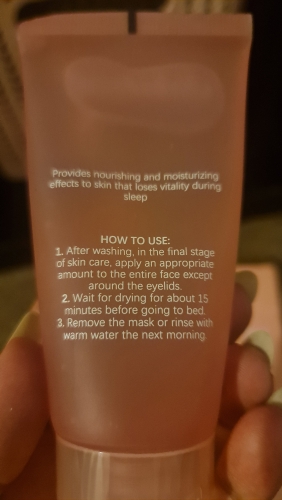 Provides nourishing and moisturizing
effects to skin that loses vitality during
sleep
HOW TO USE:
1. After washing, in the final stage
of skin care, apply an appropriate
amount to the entire face except
around the eyelids.
2. Wait for drying for about 15
minutes before going to bed.
3. Remove the mask or rinse with
warm water the next morning.